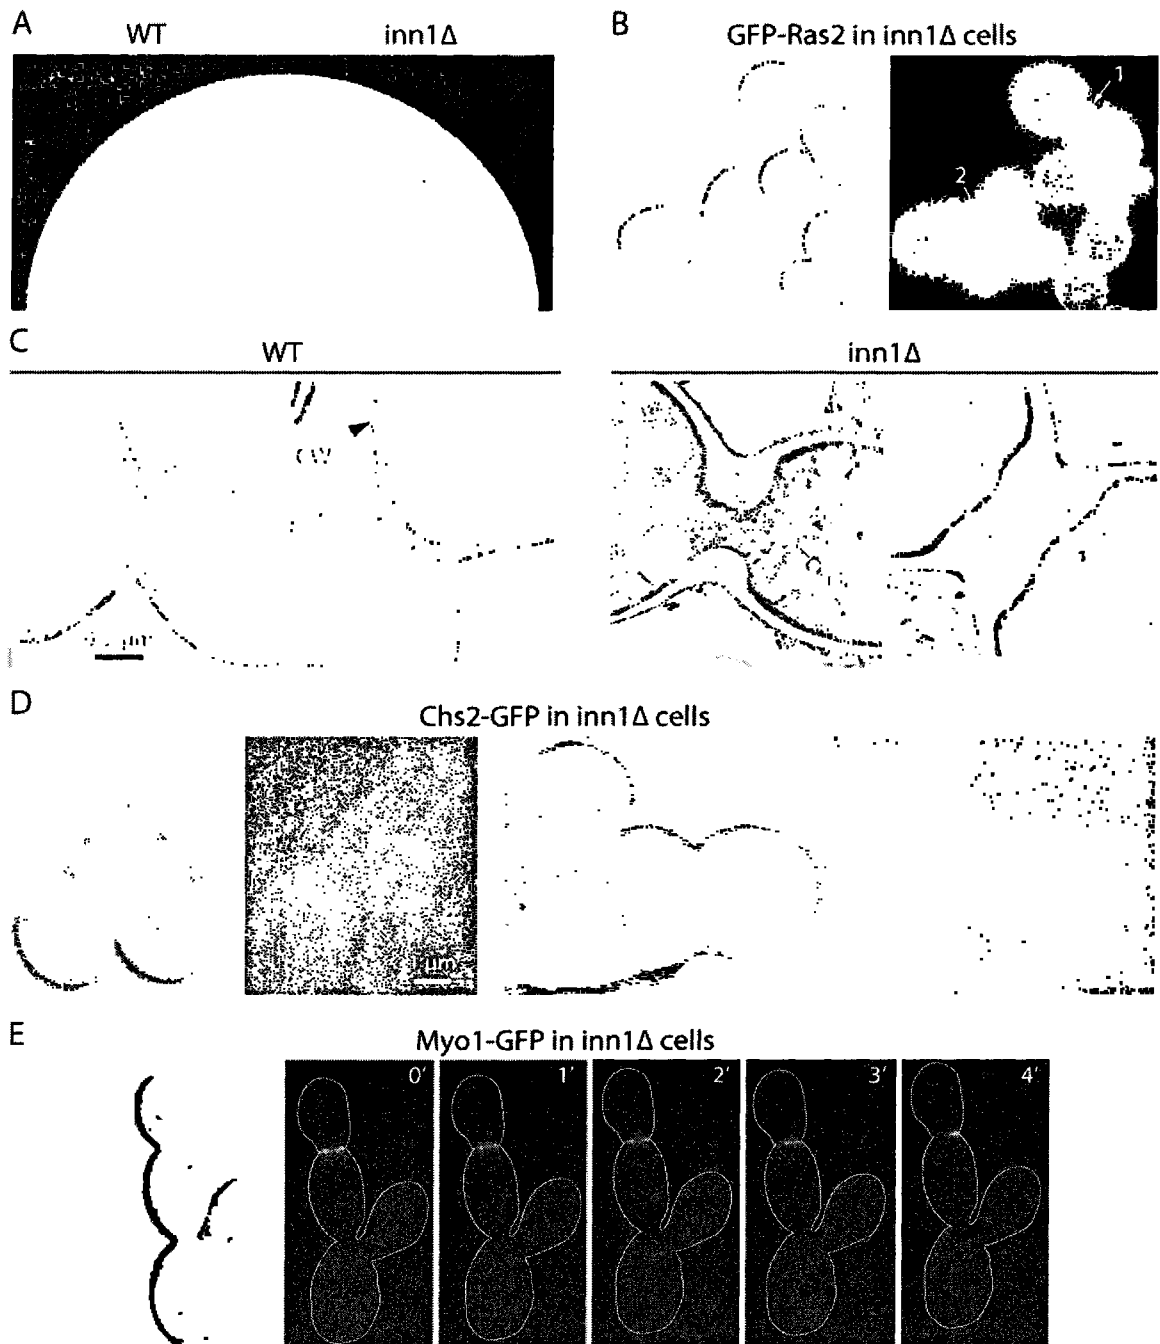 A
WT
inn1Δ
B
GFP-Ras2 in inn1Δ cells
1
2
C
WT
inn1Δ
CW
D
Chs2-GFP in inn1Δ cells
E
Myo1-GFP in inn1Δ cells
0′
1′
2′
3′
4′